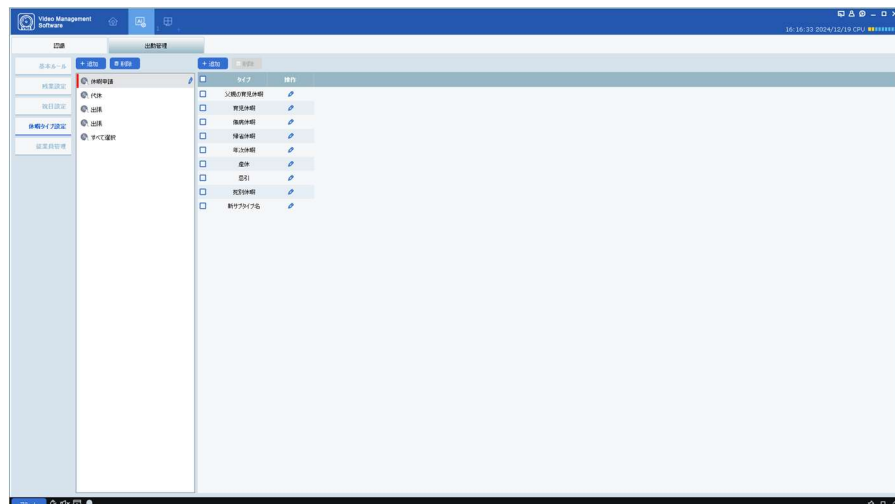 Video Management
Software
16:16:33 2024/12/19 CPU
認識
出勤管理
基本ルール
残業設定
祝日設定
休暇タイプ設定
従業員管理
+ 追加
削除
休暇申請
代休
出張
出張
すべて選択
+ 追加
削除
タイプ
操作
父親の育児休暇
育児休暇
傷病休暇
帰省休暇
年次休暇
産休
忌引
死別休暇
新サブタイプ名